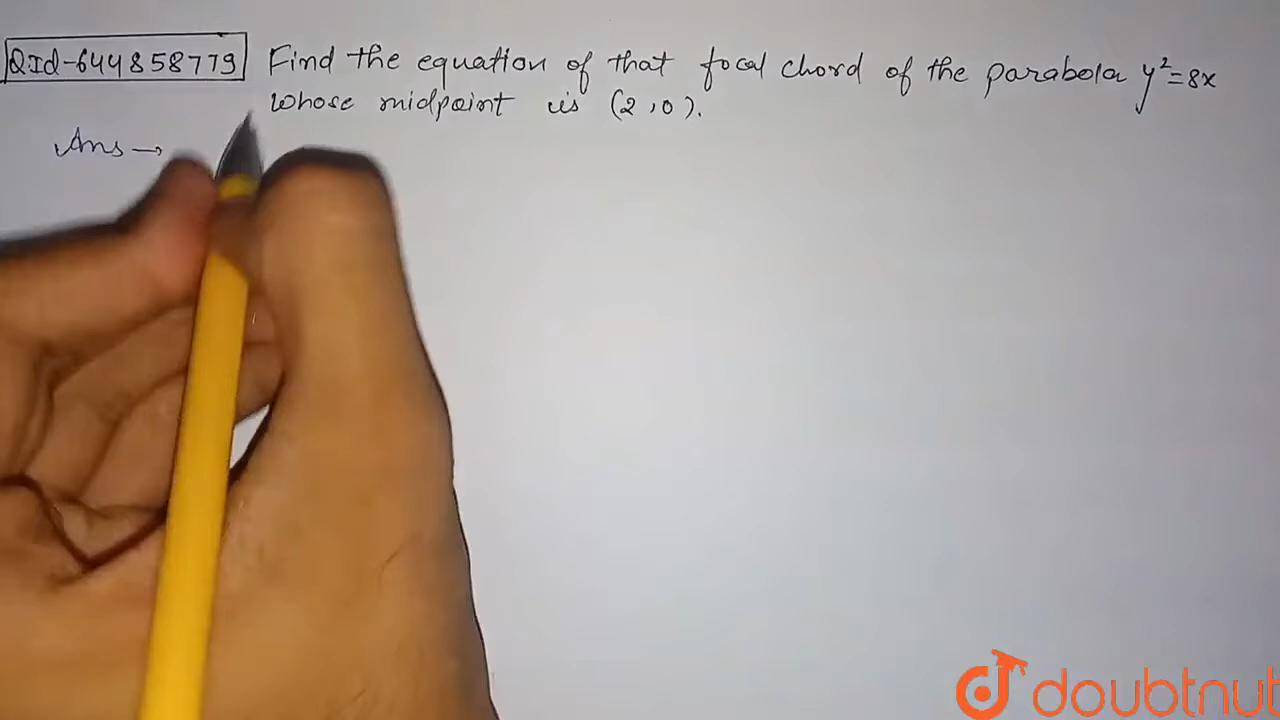 QId-644858779 Find the equation of that focal chord of the parabola y²=8x
whose midpoint is (2,0).
Ans →
doubtnut